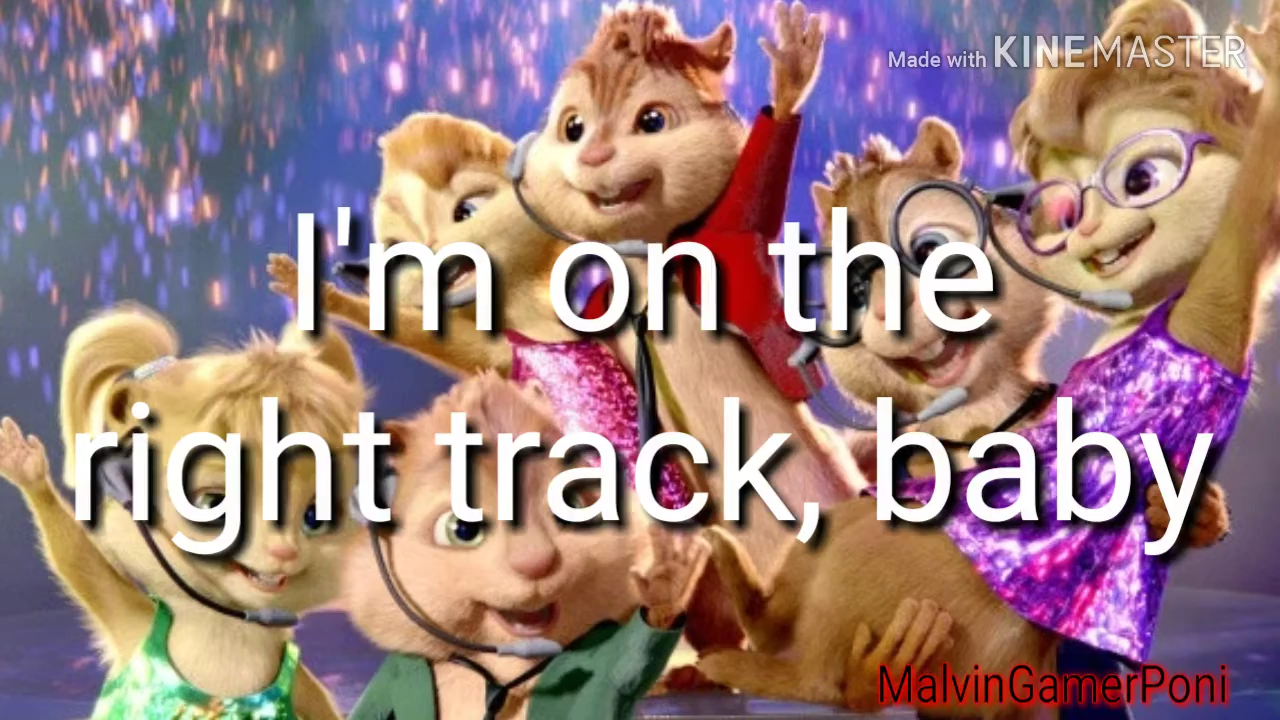 Made with KINEMASTER
I'm on the
right track, baby
MalvinGamerPoni